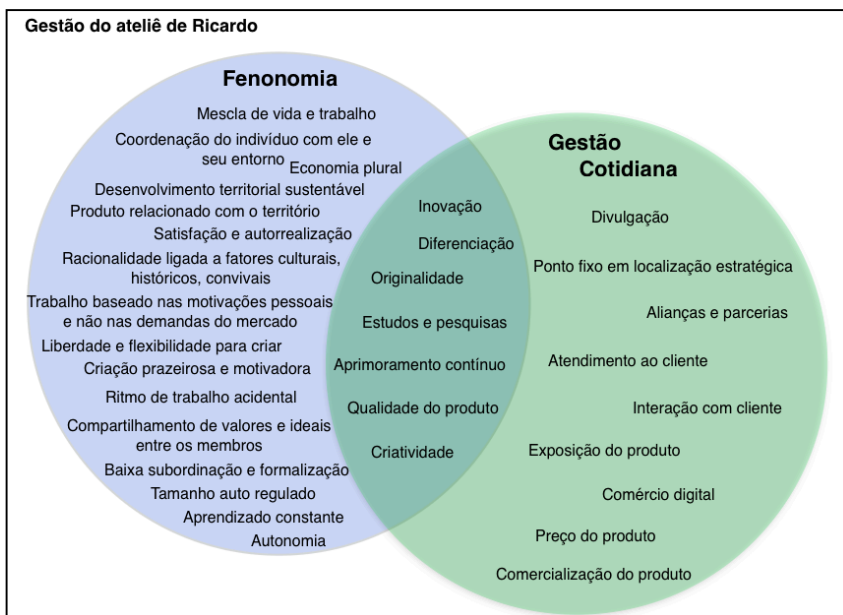 Gestão do ateliê de Ricardo
Fenonomia
Mescla de vida e trabalho
Coordenação do indivíduo com ele e
seu entorno
Economia plural
Desenvolvimento territorial sustentável
Produto relacionado com o território
Satisfação e autorrealização
Racionalidade ligada a fatores culturais,
históricos, convivais
Trabalho baseado nas motivações pessoais
e não nas demandas do mercado
Liberdade e flexibilidade para criar
Criação prazeirosa e motivadora
Ritmo de trabalho acidental
Compartilhamento de valores e ideais
entre os membros
Baixa subordinação e formalização
Tamanho auto regulado
Aprendizado constante
Autonomia
Inovação
Diferenciação
Originalidade
Estudos e pesquisas
Aprimoramento contínuo
Qualidade do produto
Criatividade
Gestão
Cotidiana
Divulgação
Ponto fixo em localização estratégica
Alianças e parcerias
Atendimento ao cliente
Interação com cliente
Exposição do produto
Comércio digital
Preço do produto
Comercialização do produto